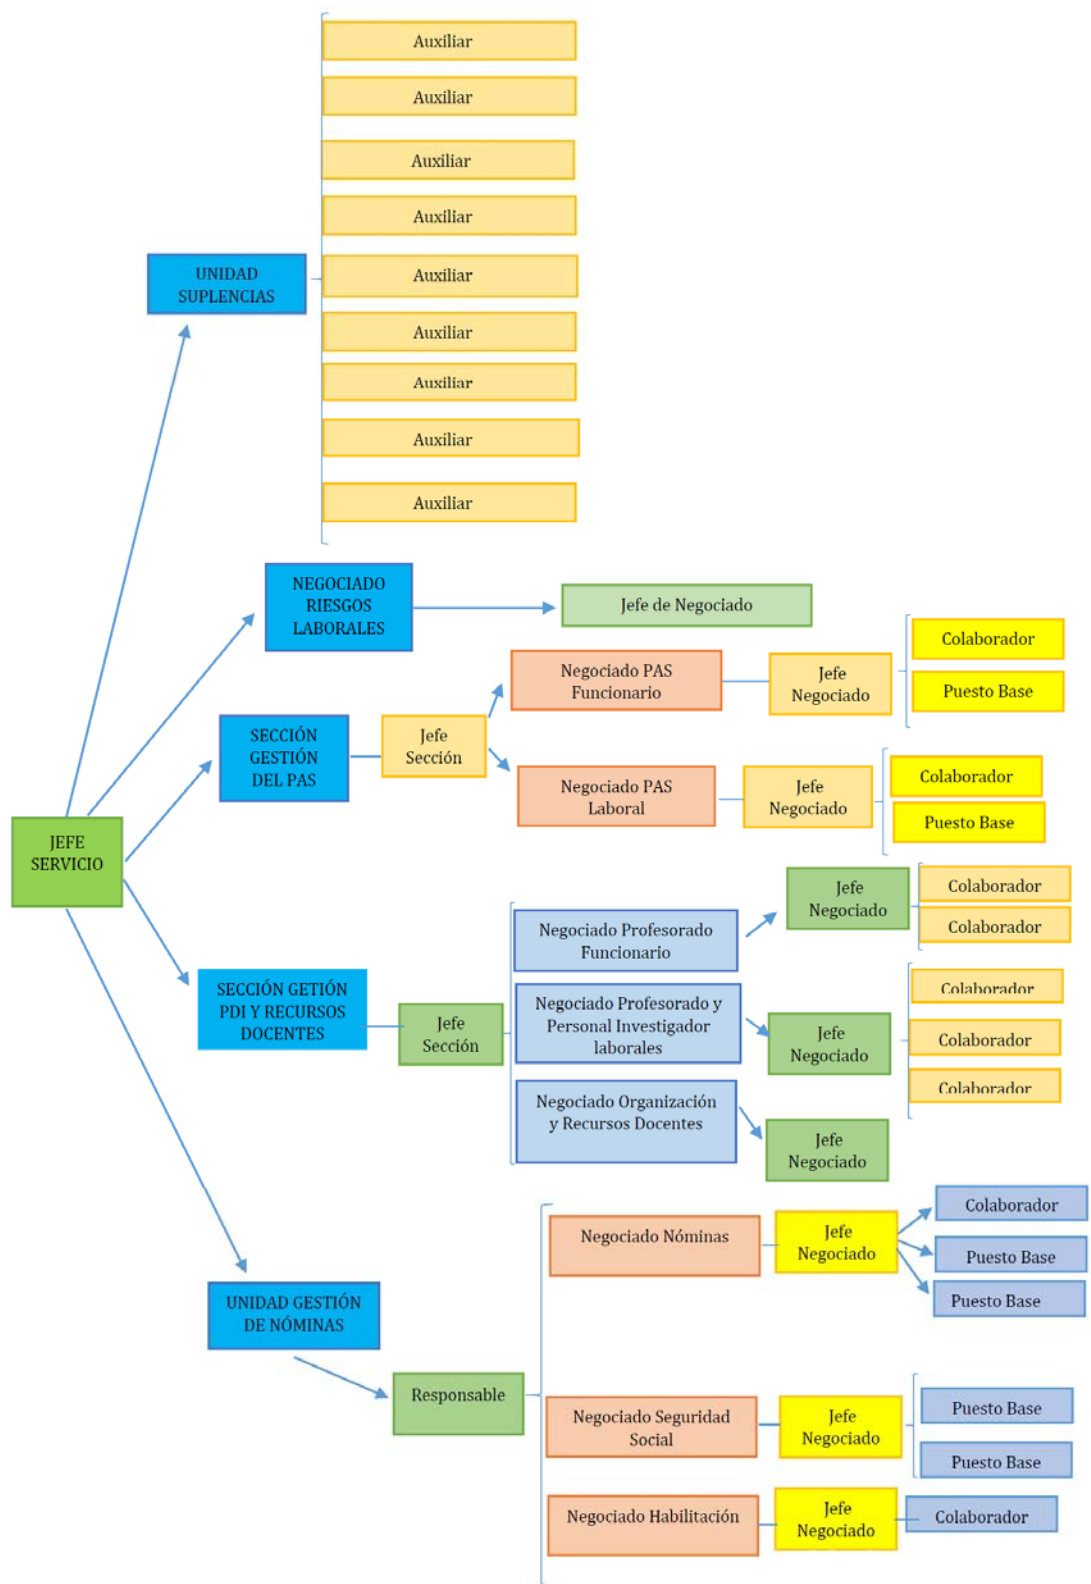 Auxiliar
Auxiliar
Auxiliar
Auxiliar
UNIDAD
SUPLENCIAS
Auxiliar
Auxiliar
Auxiliar
Auxiliar
Auxiliar
NEGOCIADO
RIESGOS
LABORALES
Jefe de Negociado
Negociado PAS
Funcionario
Jefe
Negociado
Colaborador
Puesto Base
SECCIÓN
GESTIÓN
DEL PAS
Jefe
Sección
Negociado PAS
Laboral
Jefe
Negociado
Colaborador
Puesto Base
JEFE
SERVICIO
Negociado Profesorado
Funcionario
Jefe
Negociado
Colaborador
Colaborador
SECCIÓN GETIÓN
PDI Y RECURSOS
DOCENTES
Jefe
Sección
Negociado Profesorado y
Personal Investigador
laborales
Jefe
Negociado
Colaborador
Colaborador
Colaborador
Negociado Organización
y Recursos Docentes
Jefe
Negociado
UNIDAD GESTIÓN
DE NÓMINAS
Responsable
Negociado Nóminas
Jefe
Negociado
Colaborador
Puesto Base
Puesto Base
Negociado Seguridad
Social
Jefe
Negociado
Puesto Base
Puesto Base
Negociado Habilitación
Jefe
Negociado
Colaborador